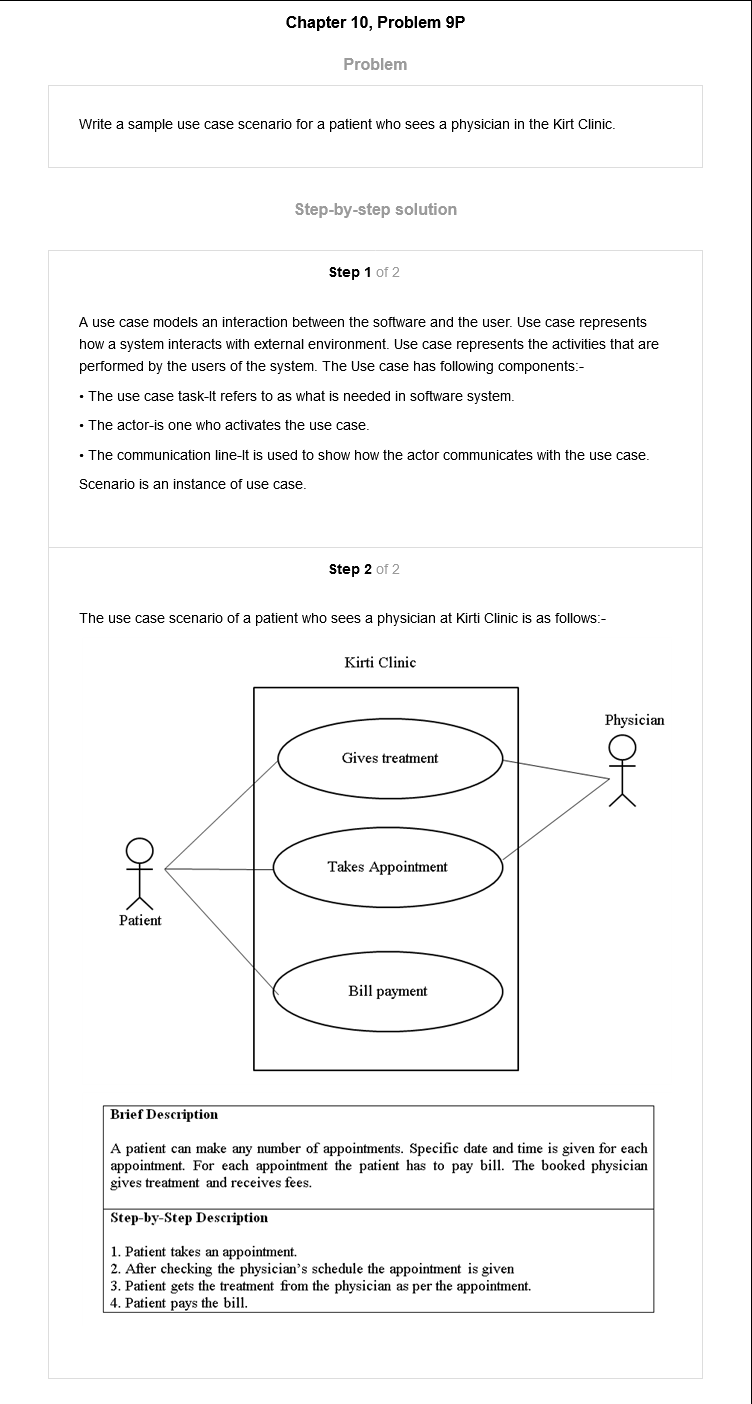 Chapter 10, Problem 9P
Problem
Write a sample use case scenario for a patient who sees a physician in the Kirt Clinic.
Step-by-step solution
Step 1 of 2
A use case models an interaction between the software and the user. Use case represents
how a system interacts with external environment. Use case represents the activities that are
performed by the users of the system. The Use case has following components:-
• The use case task-It refers to as what is needed in software system.
• The actor-is one who activates the use case.
• The communication line-It is used to show how the actor communicates with the use case.
Scenario is an instance of use case.
Step 2 of 2
The use case scenario of a patient who sees a physician at Kirti Clinic is as follows:-
Kirti Clinic
Physician
Gives treatment
Takes Appointment
Patient
Bill payment
Brief Description
A patient can make any number of appointments. Specific date and time is given for each
appointment. For each appointment the patient has to pay bill. The booked physician
gives treatment and receives fees.
Step-by-Step Description
1. Patient takes an appointment.
2. After checking the physician's schedule the appointment is given
3. Patient gets the treatment from the physician as per the appointment.
4. Patient pays the bill.